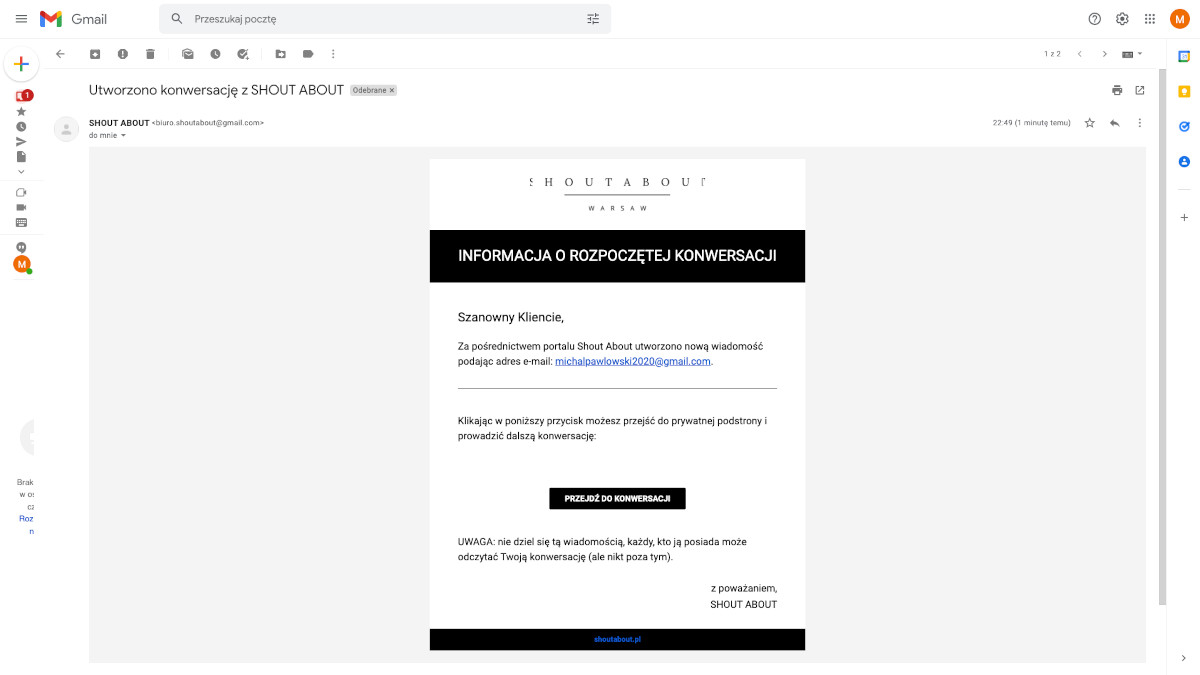 Gmail
Przeszukaj pocztę
M
1 z 2
1
Utworzono konwersację z SHOUT ABOUT Odebrane ×
SHOUT ABOUT <biuro.shoutabout@gmail.com>
22:49 (1 minutę temu)
do mnie
SHOUTABOUT
WARSAW
INFORMACJA O ROZPOCZĘTEJ KONWERSACJI
M
Szanowny Kliencie,
Za pośrednictwem portalu Shout About utworzono nową wiadomość
podając adres e-mail: michalpawlowski2020@gmail.com.
Klikając w poniższy przycisk możesz przejść do prywatnej podstrony i
prowadzić dalszą konwersację:
Brak
w os
cz
Roz
n
PRZEJDŹ DO KONWERSACJI
UWAGA: nie dziel się tą wiadomością, każdy, kto ją posiada może
odczytać Twoją konwersację (ale nikt poza tym).
z poważaniem,
SHOUT ABOUT
shoutabout.pl